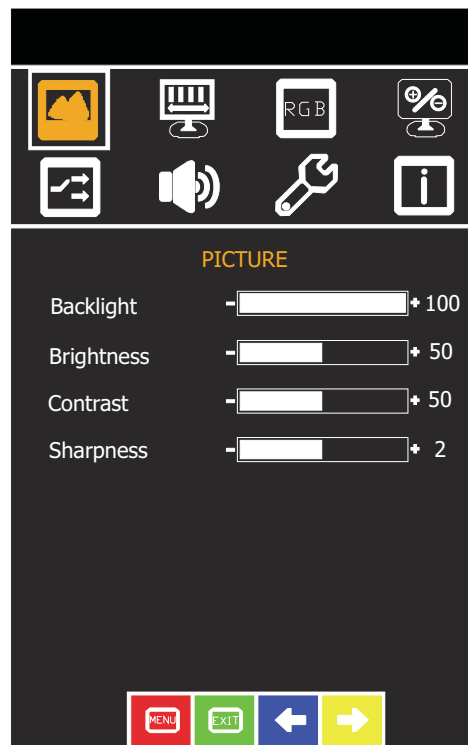 RGB
i
PICTURE
Backlight - + 100
Brightness - + 50
Contrast - + 50
Sharpness - + 2
MENU EXIT